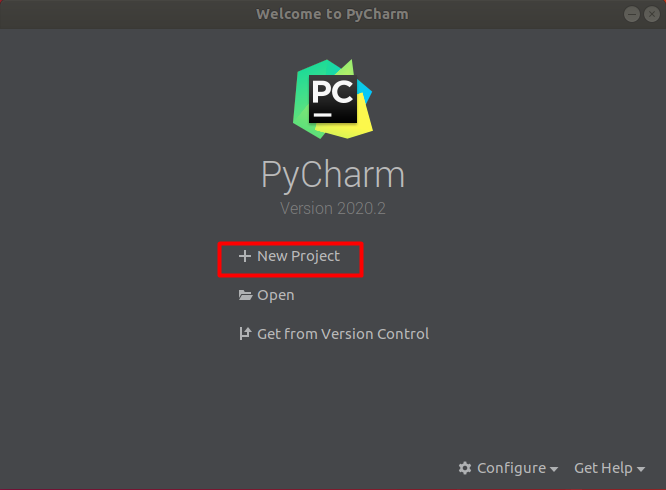 Welcome to PyCharm
PC
PyCharm
Version 2020.2
New Project
Open
Get from Version Control
Configure Get Help